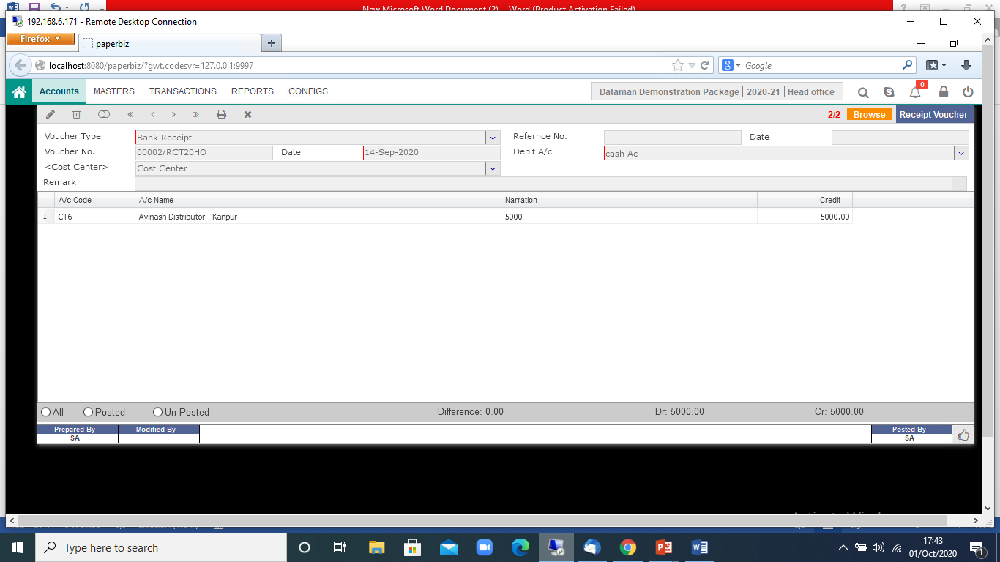 New Microsoft Word Document (2) - Word (Product Activation Failed)
192.168.6.171 - Remote Desktop Connection
Firefox
paperbiz
localhost:8080/paperbiz/?gwt.codesvr=127.0.0.1:9997
Google
Accounts MASTERS TRANSACTIONS REPORTS CONFIGS
Dataman Demonstration Package | 2020-21 | Head office
0
2/2 Browse Receipt Voucher
Voucher Type Bank Receipt Refernce No. Date
Voucher No. 00002/RCT20HO Date 14-Sep-2020 Debit A/c cash Ac
<Cost Center> Cost Center
Remark ...
A/c Code A/c Name Narration Credit
1 CT6 Avinash Distributor - Kanpur 5000 5000.00
All Posted Un-Posted Difference: 0.00 Dr: 5000.00 Cr: 5000.00
Prepared By Modified By Posted By
SA SA
Type here to search
17:43
01/Oct/2020
1